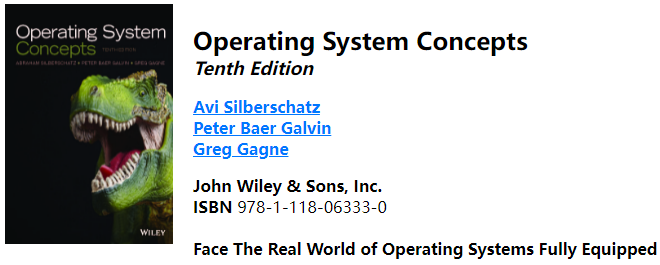 Operating System
Concepts TENTH EDITION
ABRAHAM SILBERSCHATZ • PETER BAER GALVIN • GREG GAGNE
WILEY
Operating System Concepts
Tenth Edition
Avi Silberschatz
Peter Baer Galvin
Greg Gagne
John Wiley & Sons, Inc.
ISBN 978-1-118-06333-0
Face The Real World of Operating Systems Fully Equipped